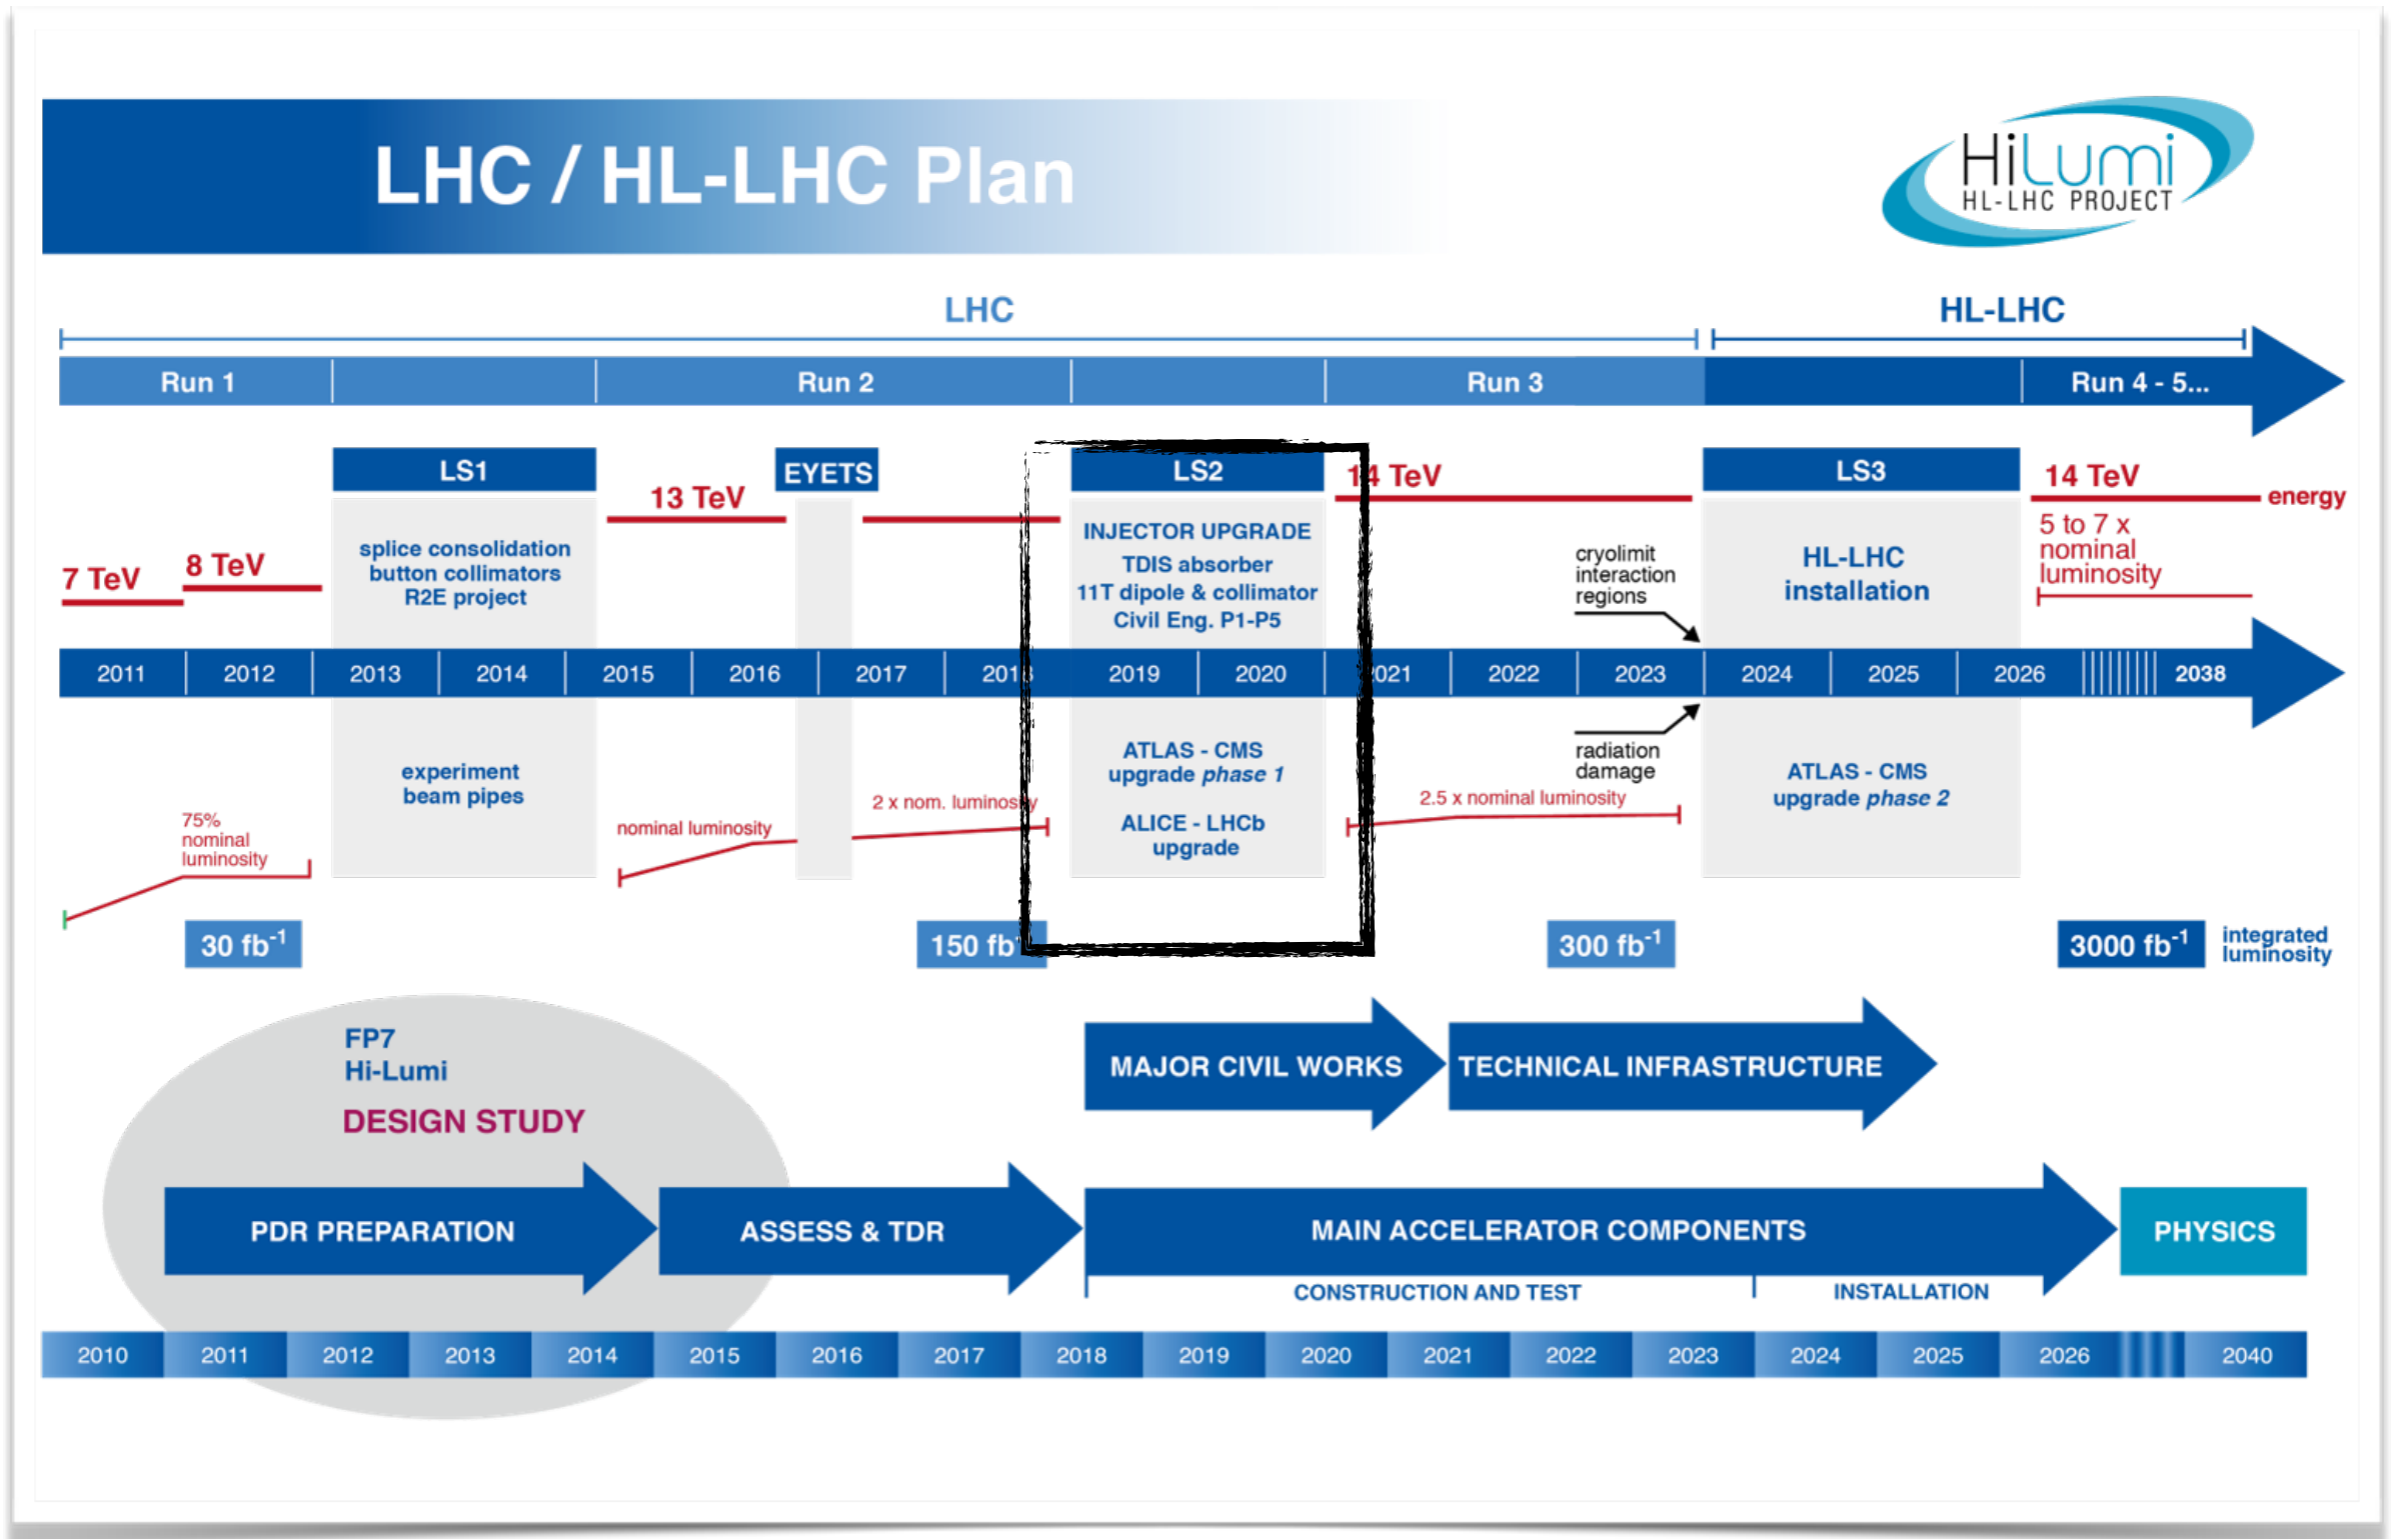 LHC / HL-LHC Plan
HiLumi
HL-LHC PROJECT
LHC
HL-LHC
Run 1
Run 2
Run 3
Run 4 - 5...
LS1
EYETS
LS2
LS3
14 TeV
14 TeV
energy
13 TeV
8 TeV
7 TeV
splice consolidation
button collimators
R2E project
INJECTOR UPGRADE
TDIS absorber
11T dipole & collimator
Civil Eng. P1-P5
cryolimit
interaction
regions
HL-LHC
installation
5 to 7 x
nominal
luminosity
2011 2012 2013 2014 2015 2016 2017 2018 2019 2020 2021 2022 2023 2024 2025 2026 2038
experiment
beam pipes
ATLAS - CMS
upgrade phase 1
ALICE - LHCb
upgrade
radiation
damage
ATLAS - CMS
upgrade phase 2
75%
nominal
luminosity
nominal luminosity
2 x nom. luminosity
2.5 x nominal luminosity
30 fb⁻¹
150 fb
300 fb⁻¹
3000 fb⁻¹
integrated
luminosity
FP7
Hi-Lumi
DESIGN STUDY
MAJOR CIVIL WORKS
TECHNICAL INFRASTRUCTURE
PDR PREPARATION
ASSESS & TDR
MAIN ACCELERATOR COMPONENTS
PHYSICS
CONSTRUCTION AND TEST
INSTALLATION
2010 2011 2012 2013 2014 2015 2016 2017 2018 2019 2020 2021 2022 2023 2024 2025 2026 2040